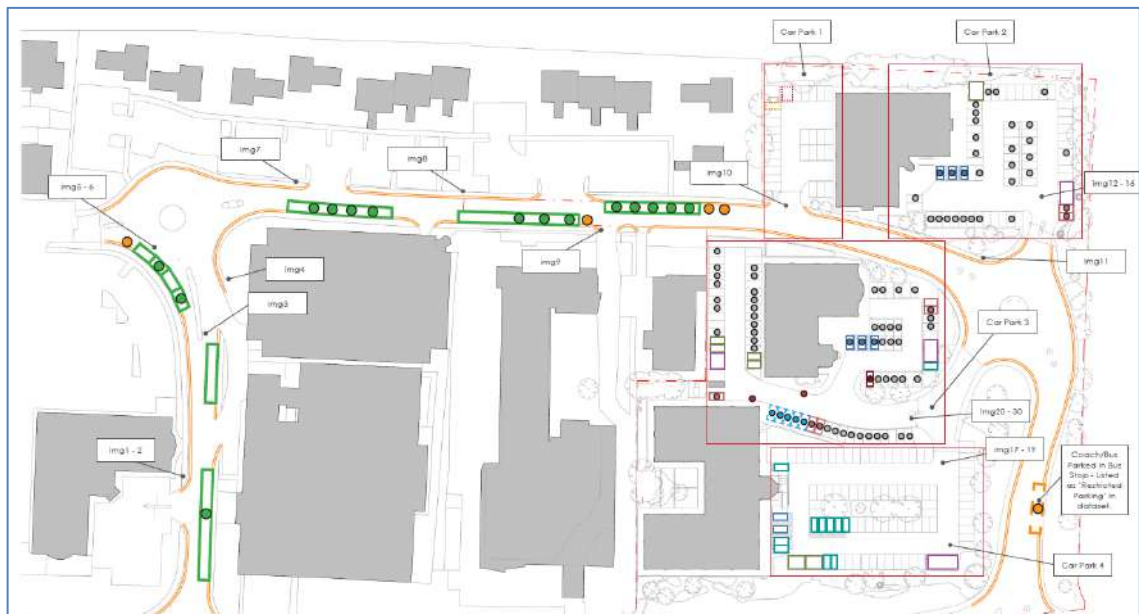 Car Park 1
Car Park 2
Img7
Img8
Img10
Img5 - 6
Img12 - 16
Img4
Img9
Img11
Img3
Car Park 3
Img20 - 30
Img1 - 2
Img17 - 19
Coach/Bus
Parked in Bus
Stop - Listed
as "Restricted
Parking" in
dataset.
Car Park 4